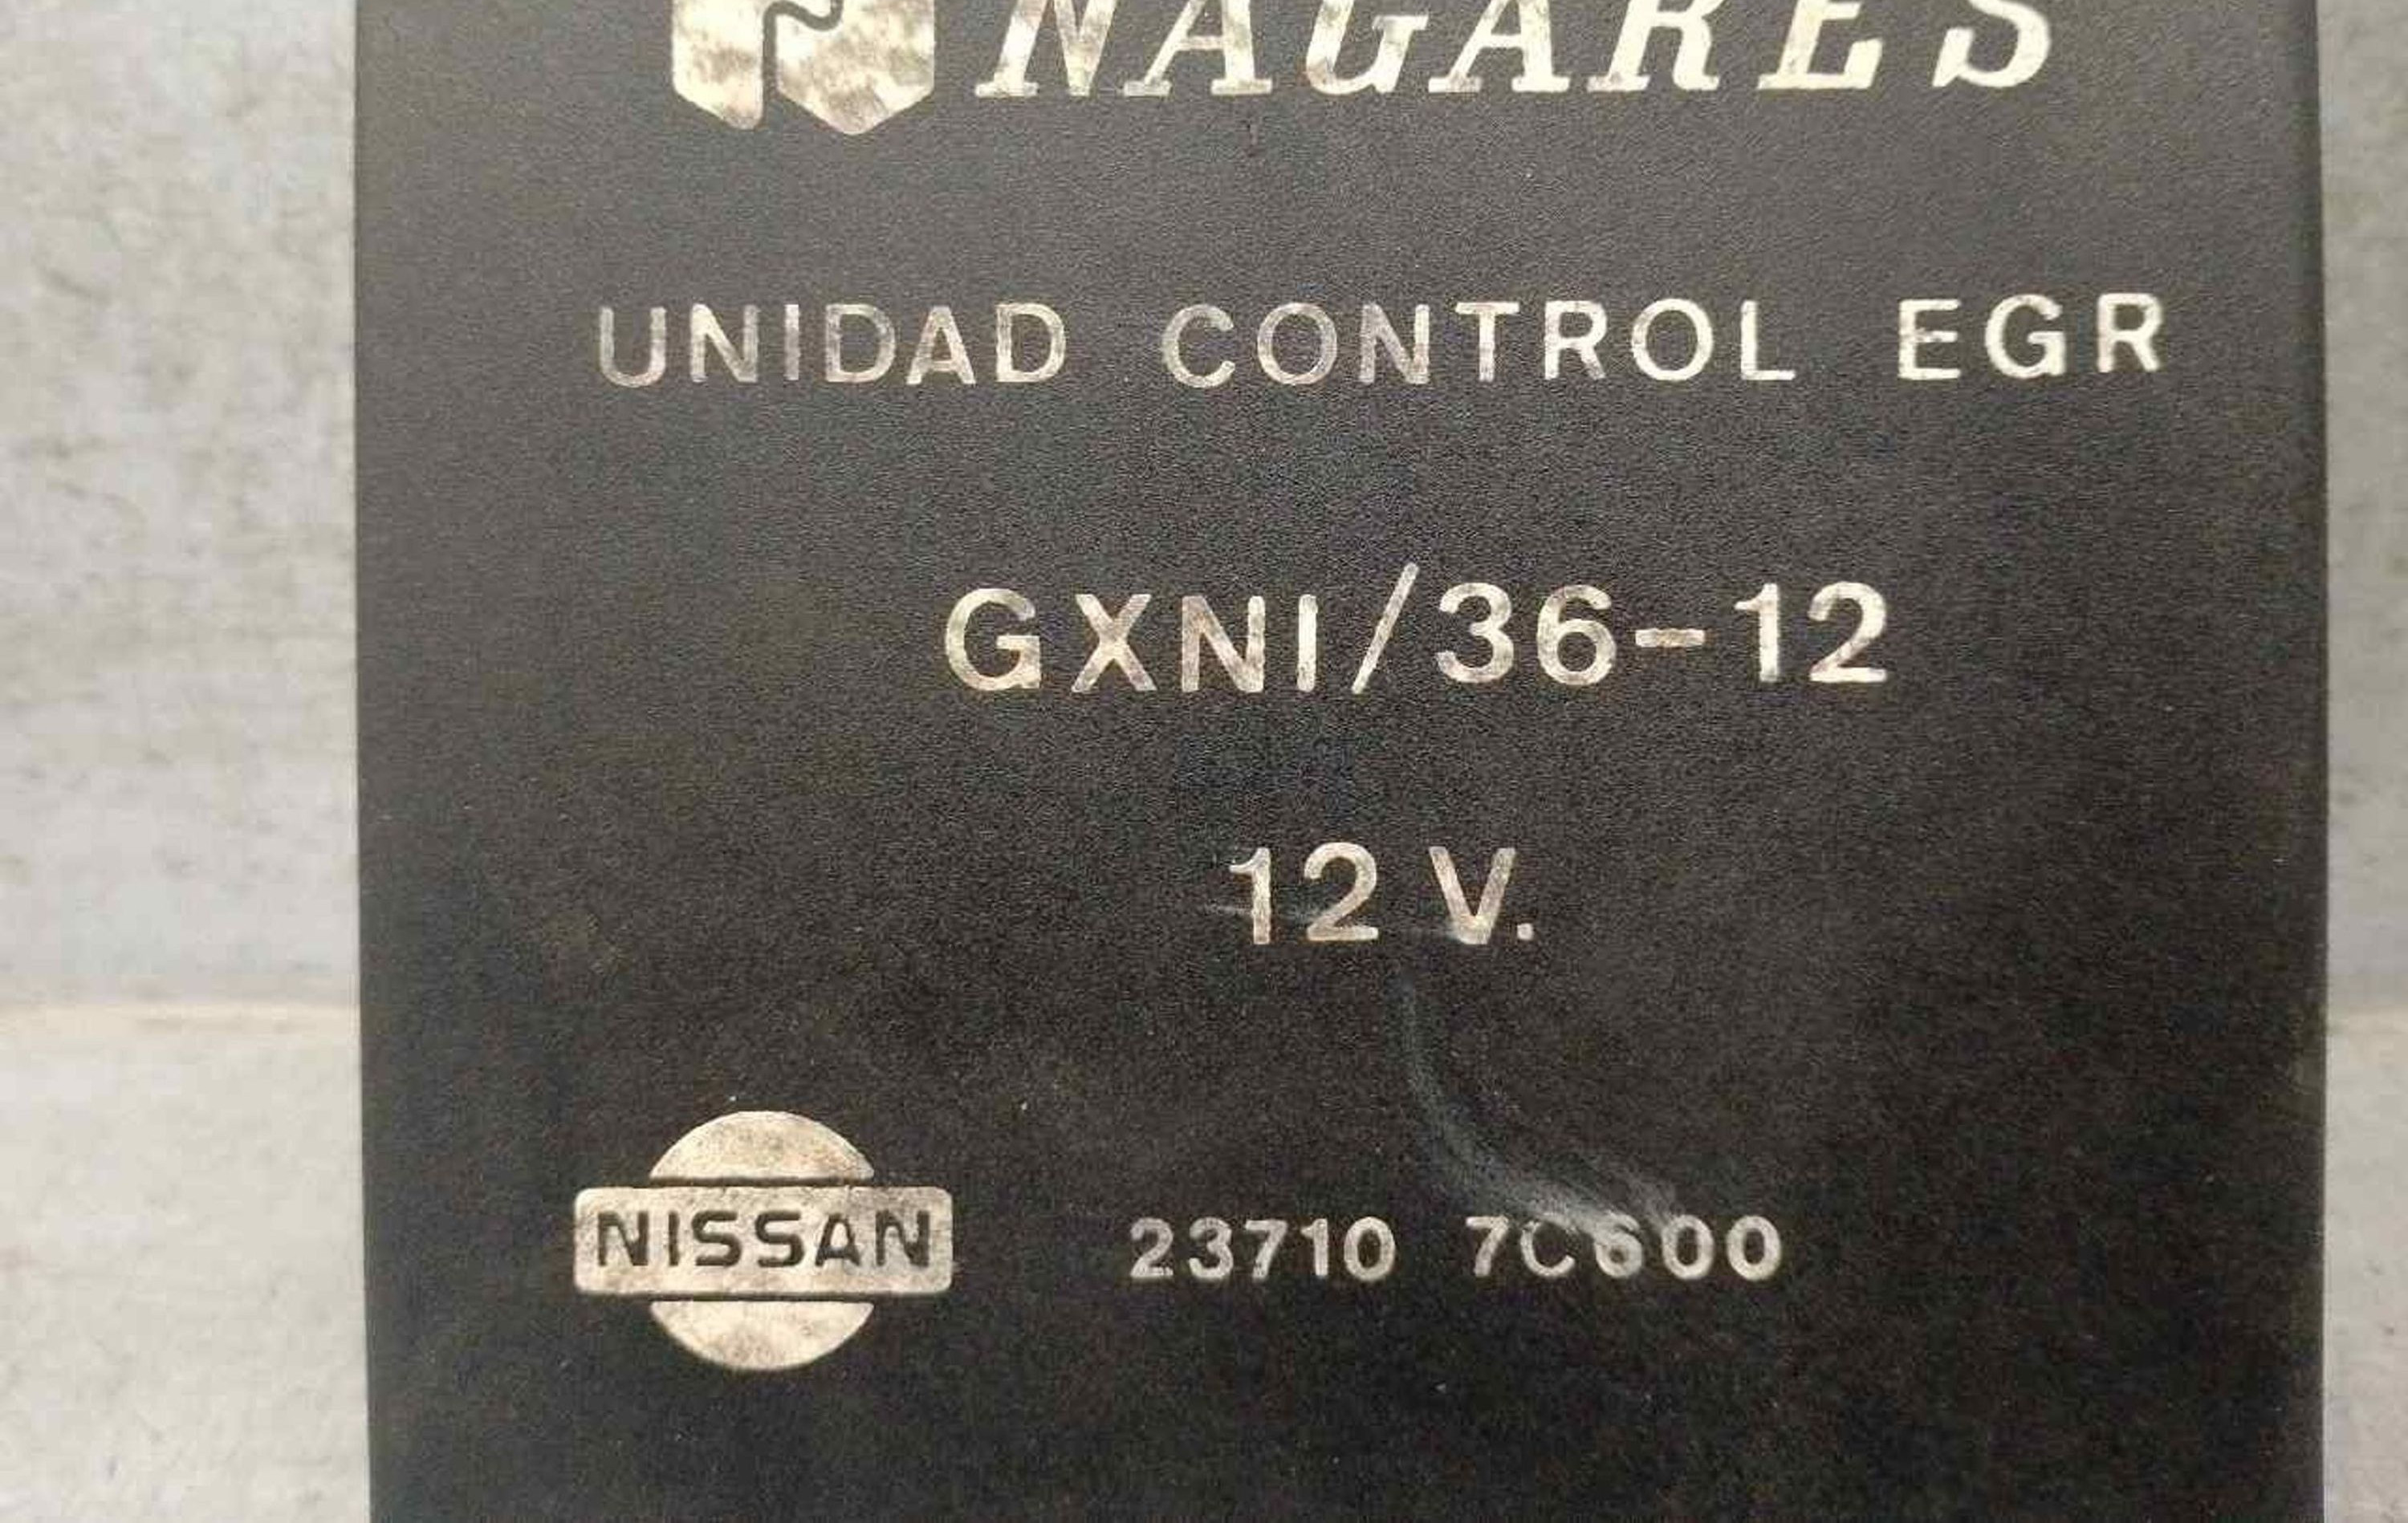 NAGARES
UNIDAD CONTROL EGR
GXNI/36-12
12 V.
NISSAN 23710 7C600